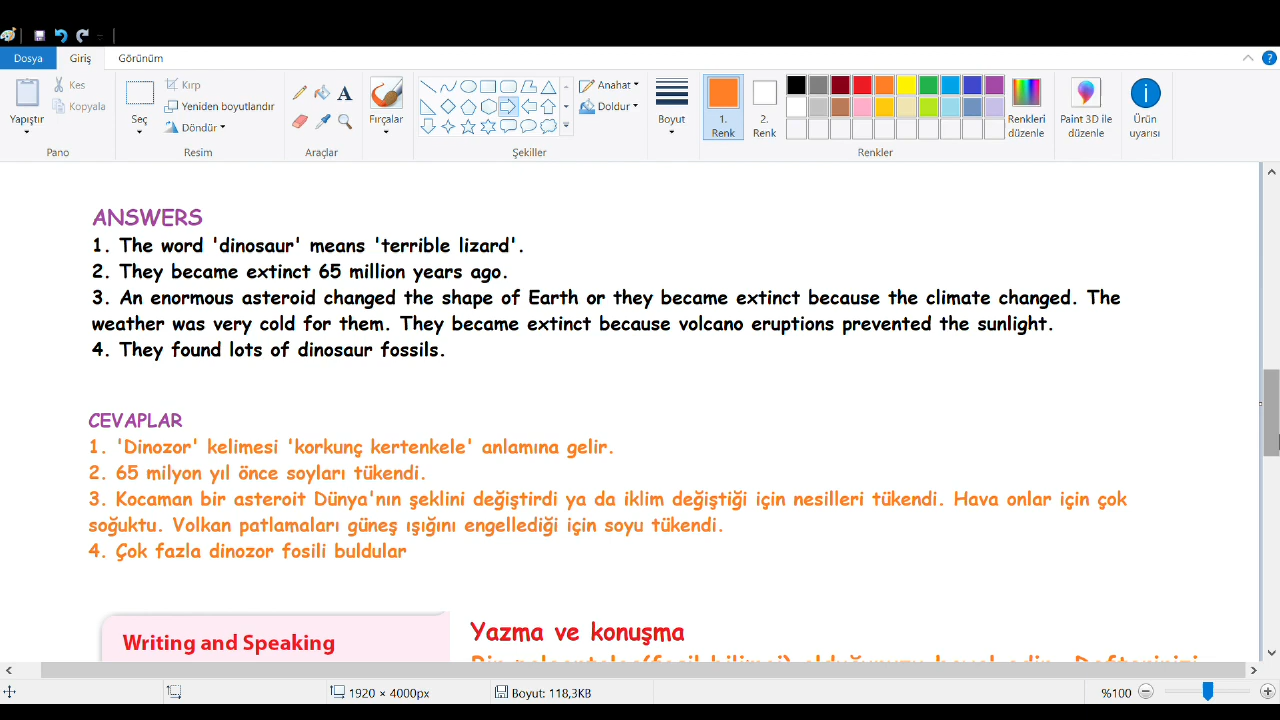 Dosya Giriş Görünüm
Yapıştır
Kes
Kopyala
Pano
Seç
Kırp
Yeniden boyutlandır
Döndür
Resim
Araçlar
Fırçalar
Anahat
Doldur
Şekiller
Boyut
1. Renk
2. Renk
Renkleri düzenle
Renkler
Paint 3D ile düzenle
Ürün uyarısı
ANSWERS
1. The word 'dinosaur' means 'terrible lizard'.
2. They became extinct 65 million years ago.
3. An enormous asteroid changed the shape of Earth or they became extinct because the climate changed. The
weather was very cold for them. They became extinct because volcano eruptions prevented the sunlight.
4. They found lots of dinosaur fossils.
CEVAPLAR
1. 'Dinozor' kelimesi 'korkunç kertenkele' anlamına gelir.
2. 65 milyon yıl önce soyları tükendi.
3. Kocaman bir asteroit Dünya'nın şeklini değiştirdi ya da iklim değiştiği için nesilleri tükendi. Hava onlar için çok
soğuktu. Volkan patlamaları güneş ışığını engellediği için soyu tükendi.
4. Çok fazla dinozor fosili buldular
Writing and Speaking
Yazma ve konuşma
1920 × 4000px
Boyut: 118,3KB
%100